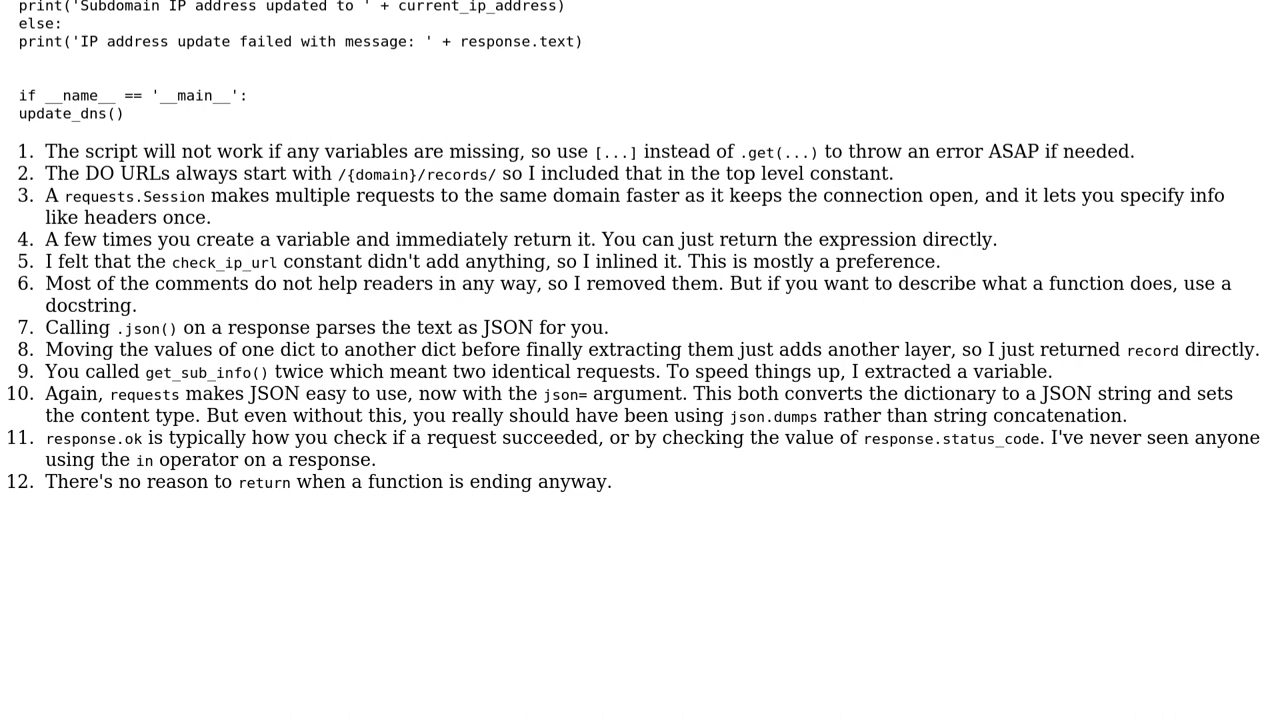 print('Subdomain IP address updated to ' + current_ip_address)
else:
print('IP address update failed with message: ' + response.text)
if __name__ == '__main__':
update_dns()
1. The script will not work if any variables are missing, so use [...] instead of .get(...) to throw an error ASAP if needed.
2. The DO URLs always start with /{domain}/records/ so I included that in the top level constant.
3. A requests.Session makes multiple requests to the same domain faster as it keeps the connection open, and it lets you specify info
like headers once.
4. A few times you create a variable and immediately return it. You can just return the expression directly.
5. I felt that the check_ip_url constant didn't add anything, so I inlined it. This is mostly a preference.
6. Most of the comments do not help readers in any way, so I removed them. But if you want to describe what a function does, use a
docstring.
7. Calling .json() on a response parses the text as JSON for you.
8. Moving the values of one dict to another dict before finally extracting them just adds another layer, so I just returned record directly.
9. You called get_sub_info() twice which meant two identical requests. To speed things up, I extracted a variable.
10. Again, requests makes JSON easy to use, now with the json= argument. This both converts the dictionary to a JSON string and sets
the content type. But even without this, you really should have been using json.dumps rather than string concatenation.
11. response.ok is typically how you check if a request succeeded, or by checking the value of response.status_code. I've never seen anyone
using the in operator on a response.
12. There's no reason to return when a function is ending anyway.